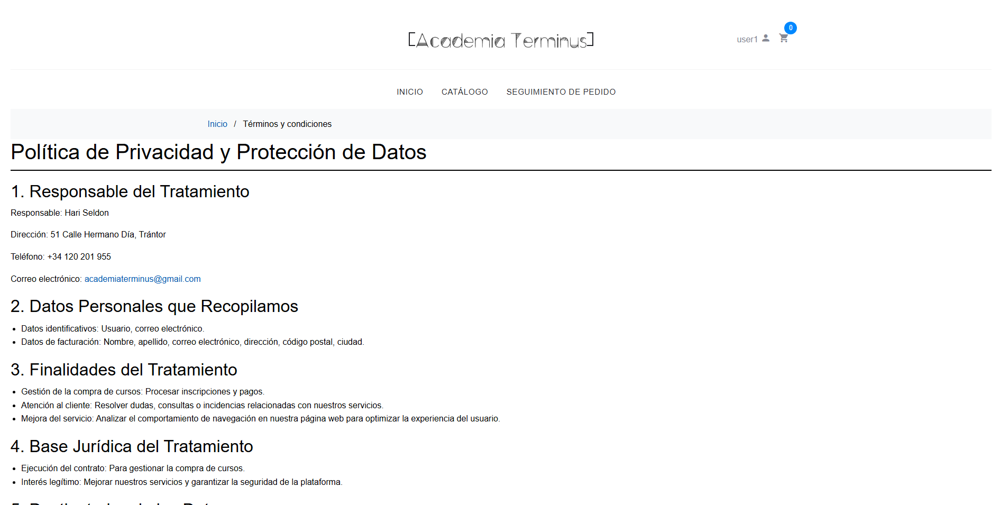 [Academia Terminus]
user1
0
INICIO CATÁLOGO SEGUIMIENTO DE PEDIDO
Inicio / Términos y condiciones
Política de Privacidad y Protección de Datos
1. Responsable del Tratamiento
Responsable: Hari Seldon
Dirección: 51 Calle Hermano Día, Trántor
Teléfono: +34 120 201 955
Correo electrónico: academiaterminus@gmail.com
2. Datos Personales que Recopilamos
• Datos identificativos: Usuario, correo electrónico.
• Datos de facturación: Nombre, apellido, correo electrónico, dirección, código postal, ciudad.
3. Finalidades del Tratamiento
• Gestión de la compra de cursos: Procesar inscripciones y pagos.
• Atención al cliente: Resolver dudas, consultas o incidencias relacionadas con nuestros servicios.
• Mejora del servicio: Analizar el comportamiento de navegación en nuestra página web para optimizar la experiencia del usuario.
4. Base Jurídica del Tratamiento
• Ejecución del contrato: Para gestionar la compra de cursos.
• Interés legítimo: Mejorar nuestros servicios y garantizar la seguridad de la plataforma.